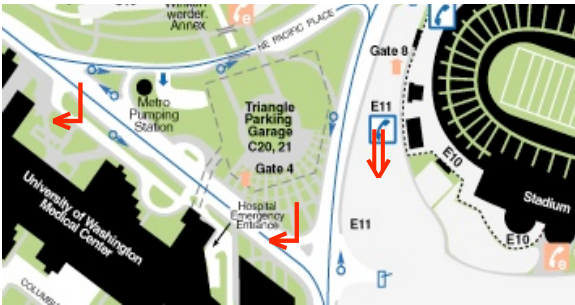 werder.
Annex
NE PACIFIC PLACE
Gate 8
Metro
Pumping
Station
Triangle
Parking
Garage
C20, 21
Gate 4
E11
E10
Hospital
Emergency
Entrance
University of Washington
Medical Center
E11
Stadium
E10
e
e